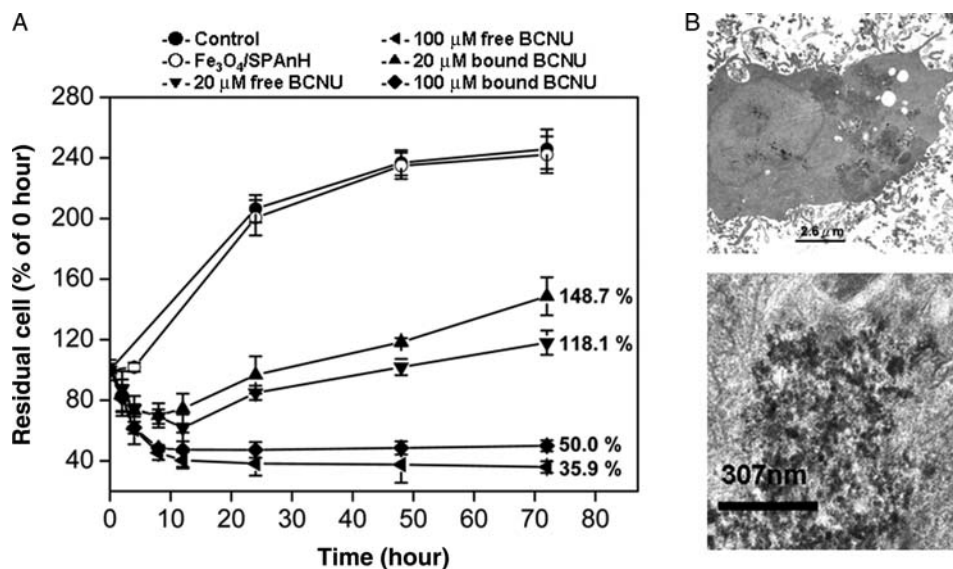 A
Control
Fe₃O₄/SPAnH
20 μM free BCNU
100 μM free BCNU
20 μM bound BCNU
100 μM bound BCNU
Residual cell (% of 0 hour)
280
240
200
160
120
80
40
148.7 %
118.1 %
50.0 %
35.9 %
0 10 20 30 40 50 60 70 80
Time (hour)
B
2.6 μm
307nm